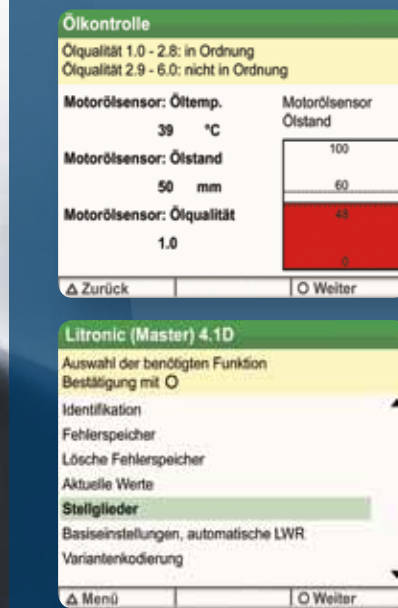 Ölkontrolle
Ölqualität 1.0 - 2.8: in Ordnung
Ölqualität 2.9 - 6.0: nicht in Ordnung
Motorölsensor: Öltemp.
39 °C
Motorölsensor: Ölstand
50 mm
Motorölsensor: Ölqualität
1.0
Motorölsensor
Ölstand
100
60
48
0
△ Zurück
O Weiter
Litronic (Master) 4.1D
Auswahl der benötigten Funktion
Bestätigung mit O
Identifikation
Fehlerspeicher
Lösche Fehlerspeicher
Aktuelle Werte
Stellglieder
Basiseinstellungen, automatische LWR
Variantenkodierung
△ Menü
O Weiter